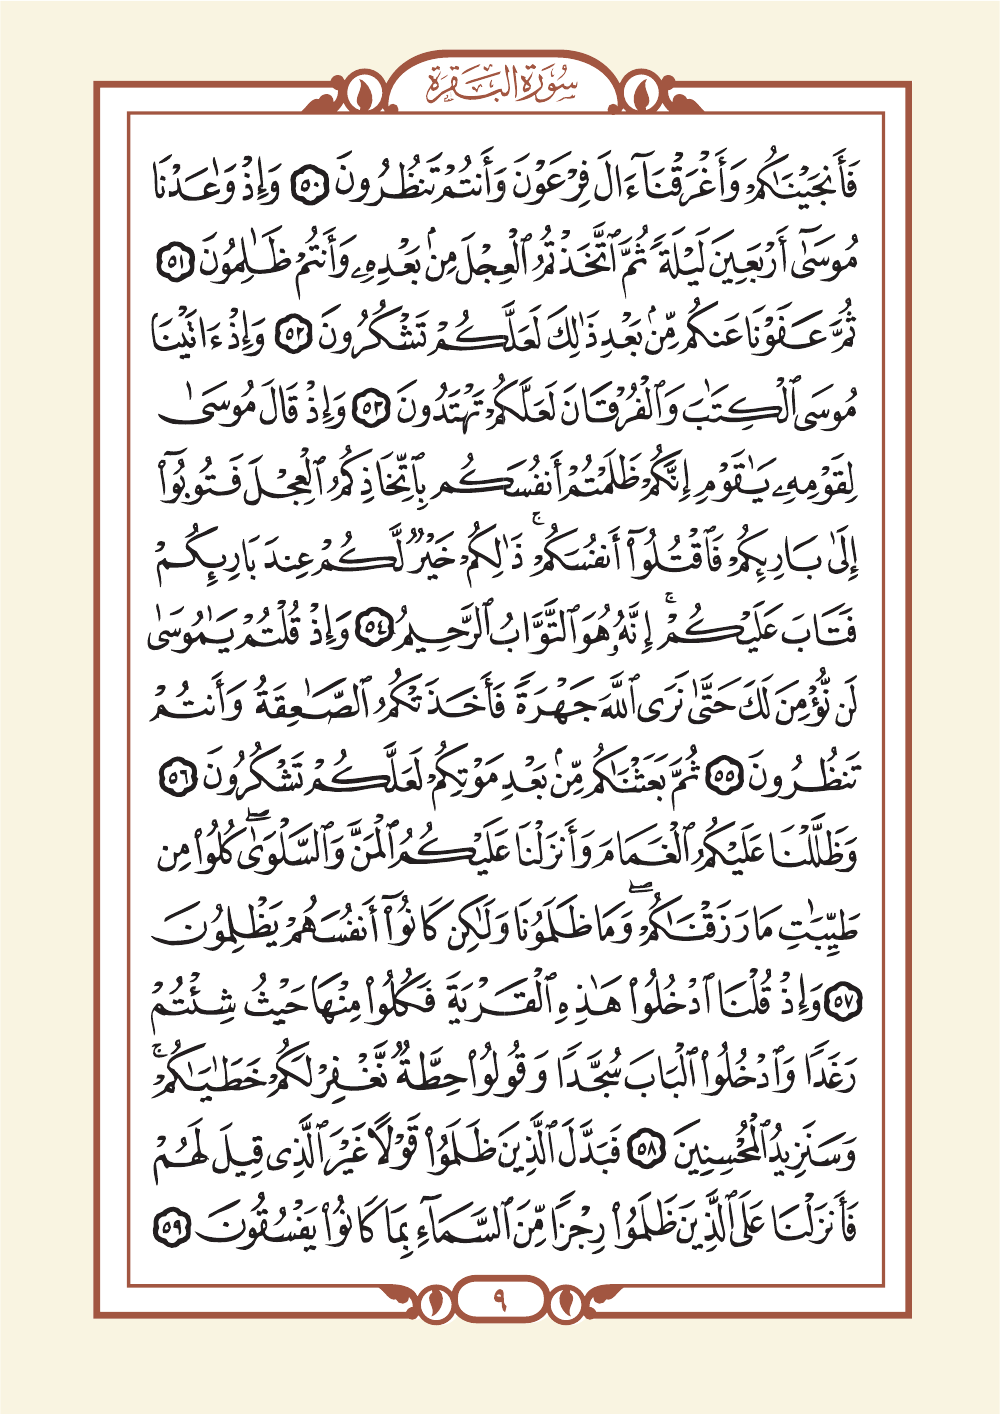 سُورَةُ البَقَرَةِ
فَأَنجَيْنَٰكُمْ وَأَغْرَقْنَآ ءَالَ فِرْعَوْنَ وَأَنتُمْ تَنظُرُونَ ٥٠ وَإِذْ وَٰعَدْنَا
مُوسَىٰٓ أَرْبَعِينَ لَيْلَةً ثُمَّ ٱتَّخَذْتُمُ ٱلْعِجْلَ مِنۢ بَعْدِهِۦ وَأَنتُمْ ظَٰلِمُونَ ٥١
ثُمَّ عَفَوْنَا عَنكُم مِّنۢ بَعْدِ ذَٰلِكَ لَعَلَّكُمْ تَشْكُرُونَ ٥٢ وَإِذْ ءَاتَيْنَا
مُوسَى ٱلْكِتَٰبَ وَٱلْفُرْقَانَ لَعَلَّكُمْ تَهْتَدُونَ ٥٣ وَإِذْ قَالَ مُوسَىٰ
لِقَوْمِهِۦ يَٰقَوْمِ إِنَّكُمْ ظَلَمْتُمْ أَنفُسَكُم بِٱتِّخَاذِكُمُ ٱلْعِجْلَ فَتُوبُوٓا۟
إِلَىٰ بَارِئِكُمْ فَٱقْتُلُوٓا۟ أَنفُسَكُمْ ۚ ذَٰلِكُمْ خَيْرٌ لَّكُمْ عِندَ بَارِئِكُمْ
فَتَابَ عَلَيْكُمْ ۚ إِنَّهُۥ هُوَ ٱلتَّوَّابُ ٱلرَّحِيمُ ٥٤ وَإِذْ قُلْتُمْ يَٰمُوسَىٰ
لَن نُّؤْمِنَ لَكَ حَتَّىٰ نَرَى ٱللَّهَ جَهْرَةً فَأَخَذَتْكُمُ ٱلصَّٰعِقَةُ وَأَنتُمْ
تَنظُرُونَ ٥٥ ثُمَّ بَعَثْنَٰكُم مِّنۢ بَعْدِ مَوْتِكُمْ لَعَلَّكُمْ تَشْكُرُونَ ٥٦
وَظَلَّلْنَا عَلَيْكُمُ ٱلْغَمَامَ وَأَنزَلْنَا عَلَيْكُمُ ٱلْمَنَّ وَٱلسَّلْوَىٰ ۖ كُلُوا۟ مِن
طَيِّبَٰتِ مَا رَزَقْنَٰكُمْ ۖ وَمَا ظَلَمُونَا وَلَٰكِن كَانُوٓا۟ أَنفُسَهُمْ يَظْلِمُونَ
٥٧ وَإِذْ قُلْنَا ٱدْخُلُوا۟ هَٰذِهِ ٱلْقَرْيَةَ فَكُلُوا۟ مِنْهَا حَيْثُ شِئْتُمْ
رَغَدًا وَٱدْخُلُوا۟ ٱلْبَابَ سُجَّدًا وَقُولُوا۟ حِطَّةٌ نَّغْفِرْ لَكُمْ خَطَٰيَٰكُمْ ۚ
وَسَنَزِيدُ ٱلْمُحْسِنِينَ ٥٨ فَبَدَّلَ ٱلَّذِينَ ظَلَمُوا۟ قَوْلًا غَيْرَ ٱلَّذِى قِيلَ لَهُمْ
فَأَنزَلْنَا عَلَى ٱلَّذِينَ ظَلَمُوا۟ رِجْزًا مِّنَ ٱلسَّمَآءِ بِمَا كَانُوا۟ يَفْسُقُونَ ٥٩
٩